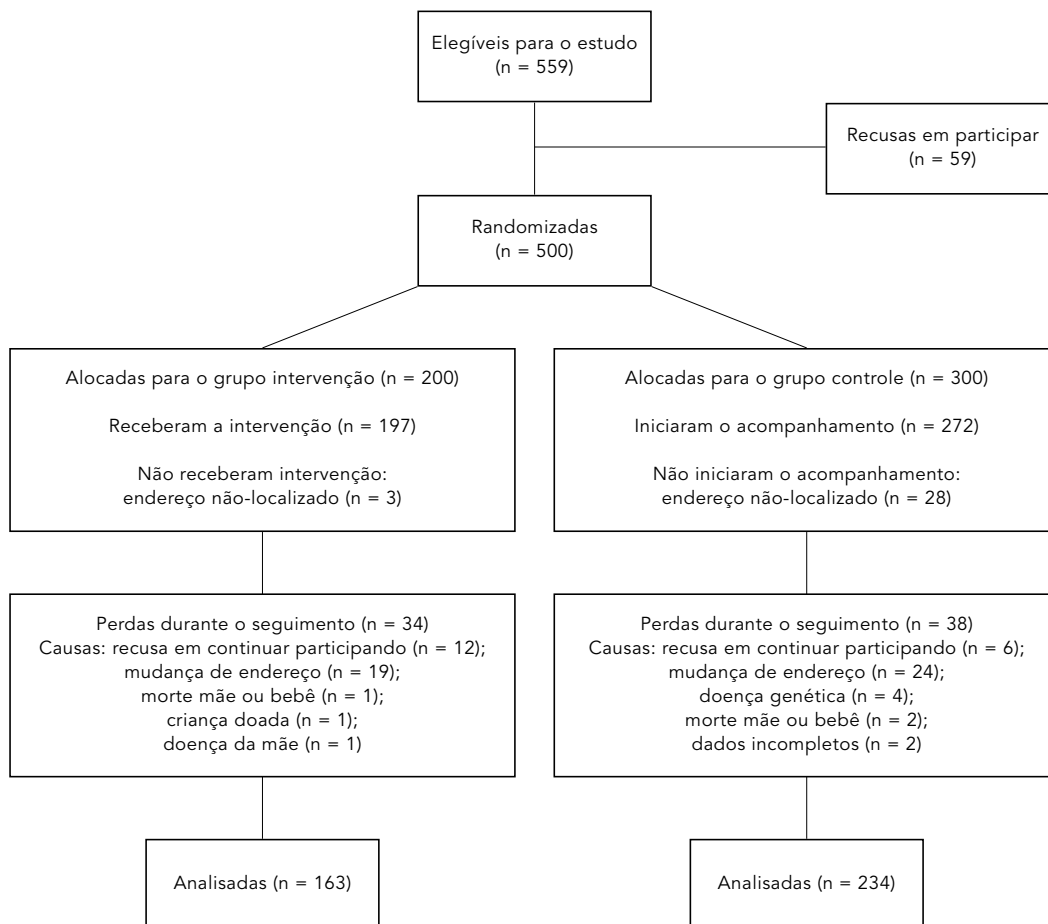 Elegíveis para o estudo
(n = 559)
Recusas em participar
(n = 59)
Randomizadas
(n = 500)
Alocadas para o grupo intervenção (n = 200)
Receberam a intervenção (n = 197)
Não receberam intervenção:
endereço não-localizado (n = 3)
Alocadas para o grupo controle (n = 300)
Iniciaram o acompanhamento (n = 272)
Não iniciaram o acompanhamento:
endereço não-localizado (n = 28)
Perdas durante o seguimento (n = 34)
Causas: recusa em continuar participando (n = 12);
mudança de endereço (n = 19);
morte mãe ou bebê (n = 1);
criança doada (n = 1);
doença da mãe (n = 1)
Perdas durante o seguimento (n = 38)
Causas: recusa em continuar participando (n = 6);
mudança de endereço (n = 24);
doença genética (n = 4);
morte mãe ou bebê (n = 2);
dados incompletos (n = 2)
Analisadas (n = 163)
Analisadas (n = 234)